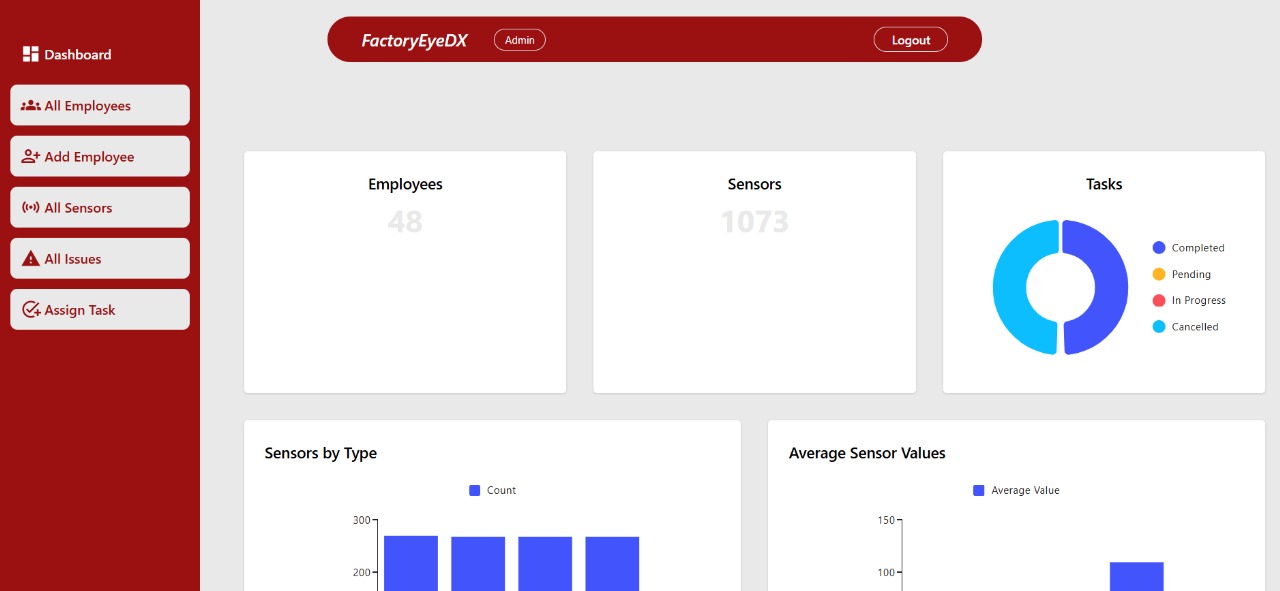 Dashboard
All Employees
Add Employee
All Sensors
All Issues
Assign Task
FactoryEyeDX
Admin
Logout
Employees
48
Sensors
1073
Tasks
Completed
Pending
In Progress
Cancelled
Sensors by Type
Count
300
200
Average Sensor Values
Average Value
150
100